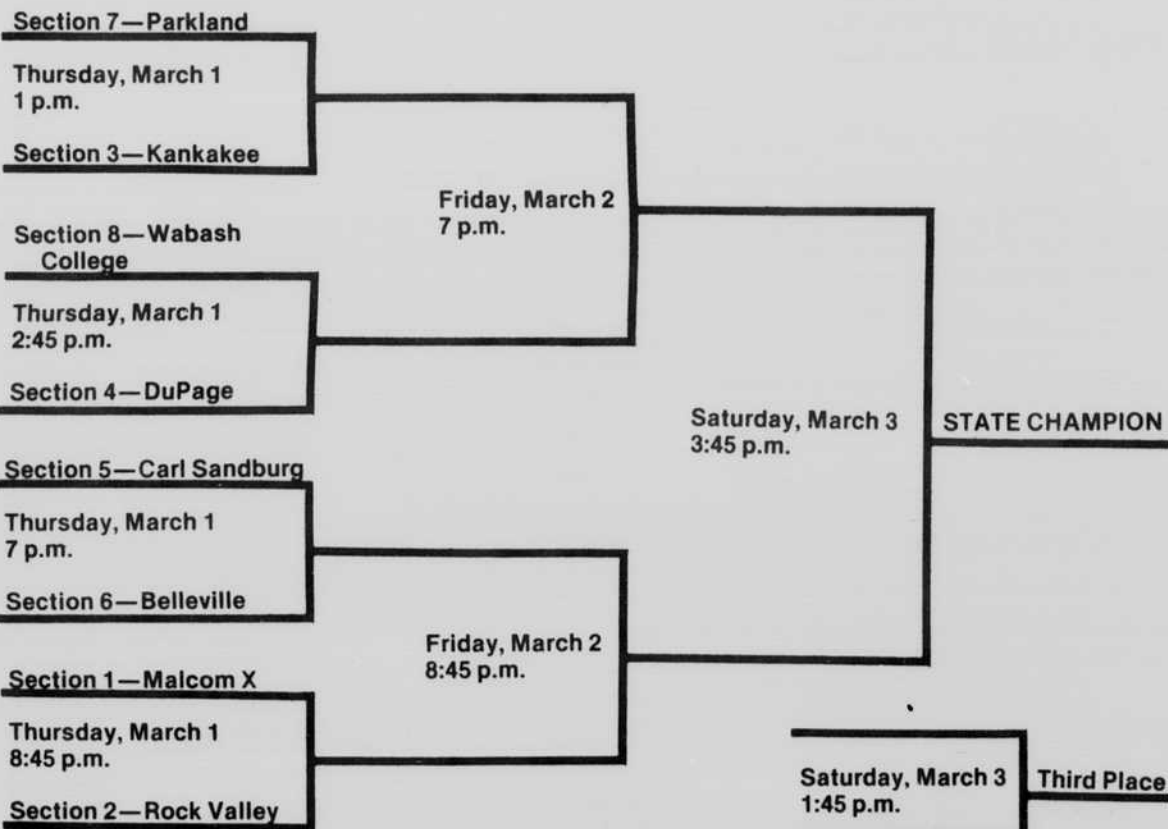 Section 7—Parkland
Thursday, March 1
1 p.m.
Section 3—Kankakee
Section 8—Wabash
College
Thursday, March 1
2:45 p.m.
Section 4—DuPage
Section 5—Carl Sandburg
Thursday, March 1
7 p.m.
Section 6—Belleville
Section 1—Malcom X
Thursday, March 1
8:45 p.m.
Section 2—Rock Valley
Friday, March 2
7 p.m.
Friday, March 2
8:45 p.m.
Saturday, March 3
3:45 p.m.
STATE CHAMPION
Saturday, March 3
1:45 p.m.
Third Place